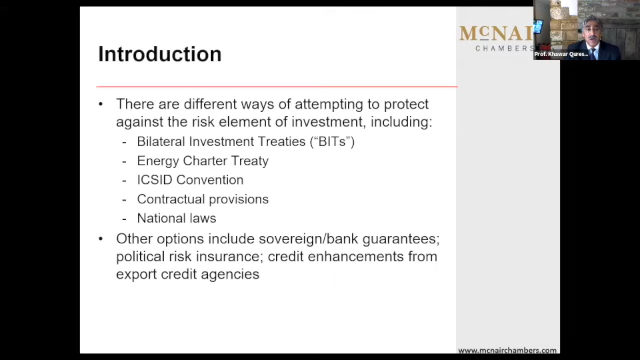 McNAIR
CHAMBERS
Prof. Khawar Qures...
Introduction
• There are different ways of attempting to protect
against the risk element of investment, including:
- Bilateral Investment Treaties (“BITs”)
- Energy Charter Treaty
- ICSID Convention
- Contractual provisions
- National laws
• Other options include sovereign/bank guarantees;
political risk insurance; credit enhancements from
export credit agencies
www.mcnairchambers.com